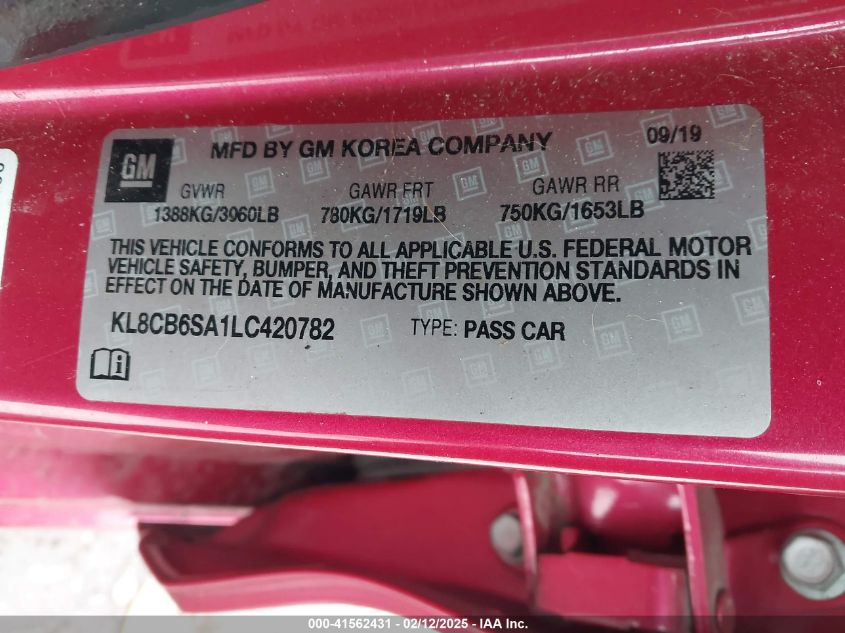 GM
MFD BY GM KOREA COMPANY
09/19
GVWR
GAWR FRT
GAWR RR
1388KG/3060LB
780KG/1719LB
750KG/1653LB
THIS VEHICLE CONFORMS TO ALL APPLICABLE U.S. FEDERAL MOTOR
VEHICLE SAFETY, BUMPER, AND THEFT PREVENTION STANDARDS IN
EFFECT ON THE DATE OF MANUFACTURE SHOWN ABOVE.
KL8CB6SA1LC420782
TYPE: PASS CAR
000-41562431 - 02/12/2025 - IAA Inc.